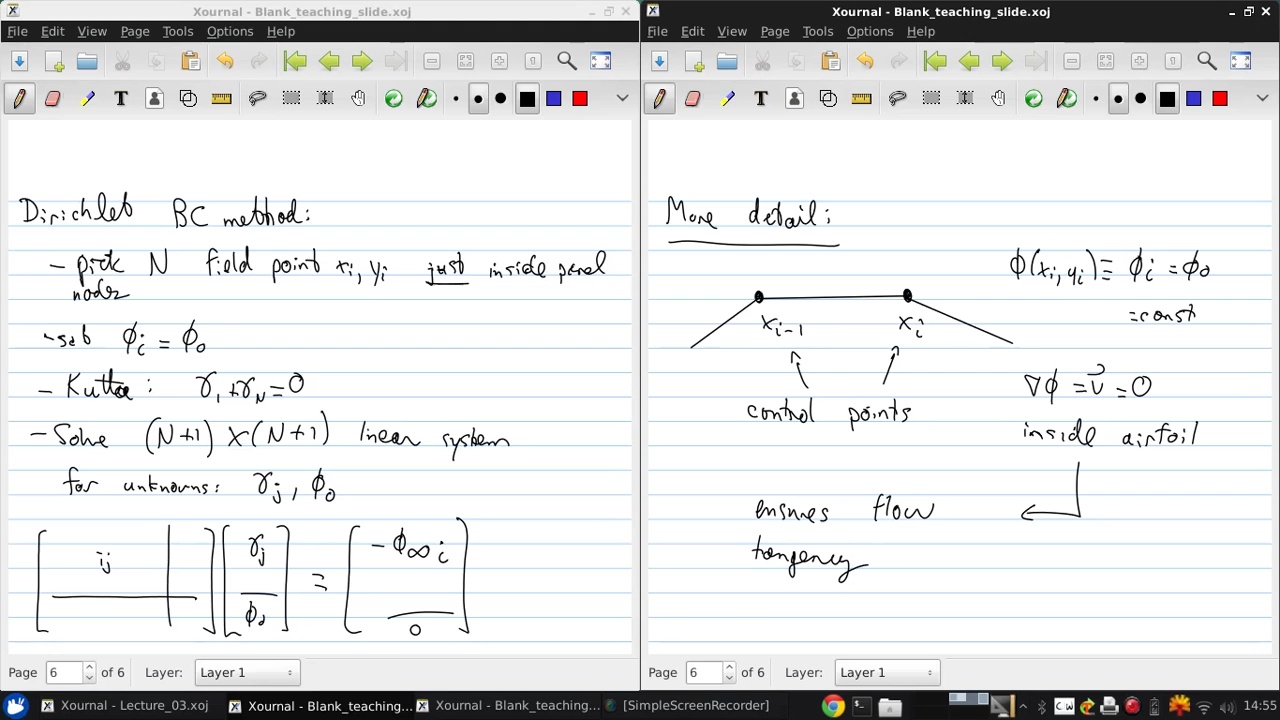 Xournal - Blank_teaching_slide.xoj
File Edit View Page Tools Options Help
Dirichlet BC method:
- pick N field point xi, yi just inside panel
nodes
- set ϕi = ϕ0
- Kutta: γ1 + γN = 0
- Solve (N+1) X (N+1) linear system
for unknowns: γj, ϕ0
ij γj = - ϕ∞ i
ϕ0 0
Page 6 of 6 Layer: Layer 1
Xournal - Blank_teaching_slide.xoj
File Edit View Page Tools Options Help
More detail:
ϕ(xi, yi) ≡ ϕi = ϕ0
= const
xi-1 xi
∇ϕ = v⃗ = 0
control points
inside airfoil
ensures flow
tangency
Page 6 of 6 Layer: Layer 1
Xournal - Lecture_03.xoj Xournal - Blank_teaching... Xournal - Blank_teaching... [SimpleScreenRecorder] 14:55